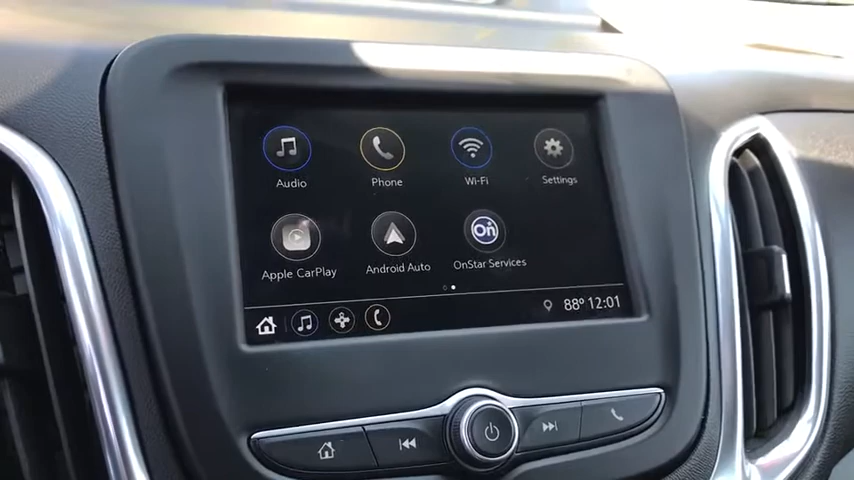 Audio Phone Wi-Fi Settings
On
Apple CarPlay Android Auto OnStar Services
88° 12:01